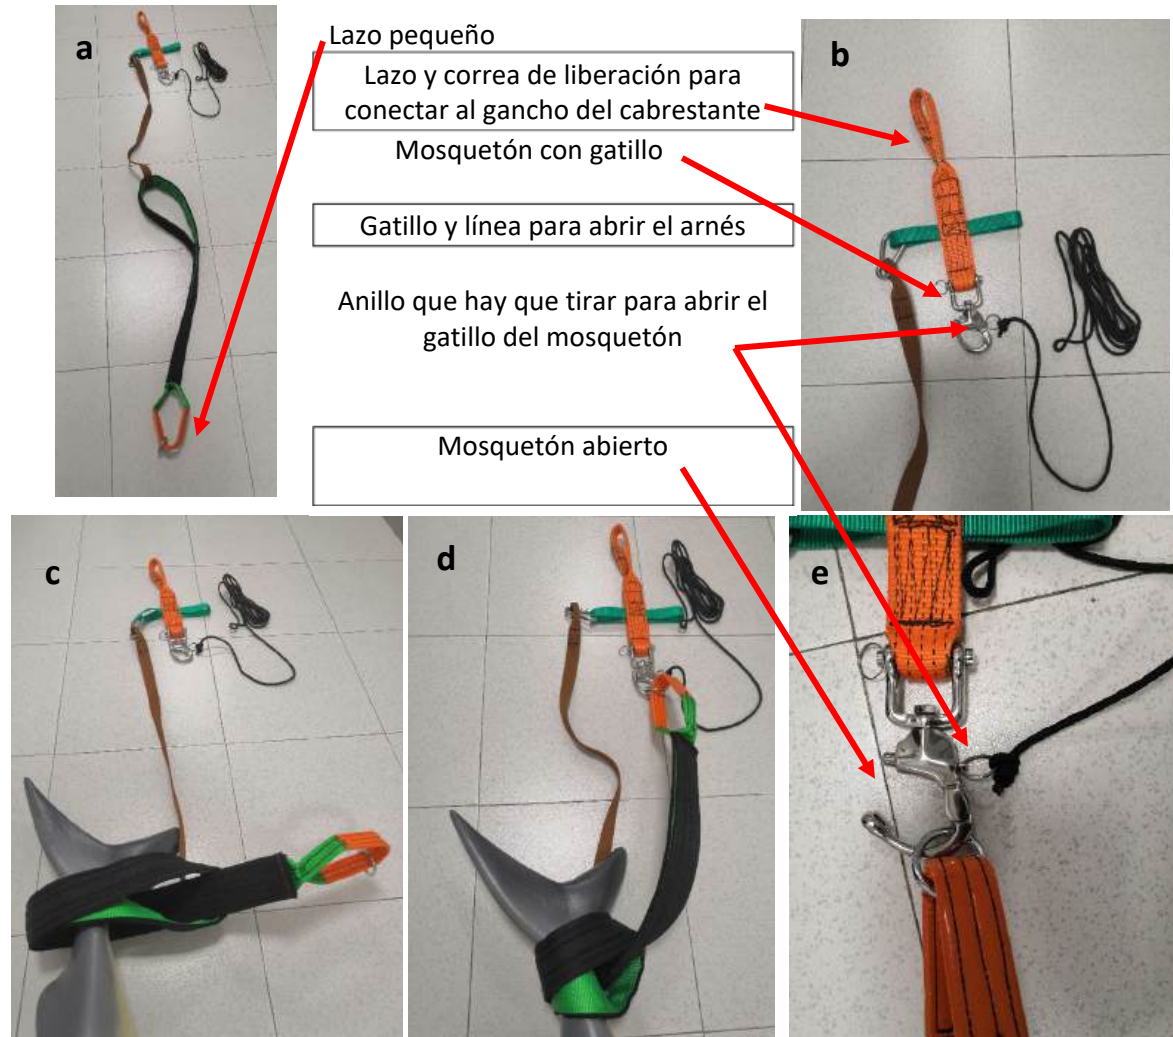 a
Lazo pequeño
b
Lazo y correa de liberación para
conectar al gancho del cabrestante
Mosquetón con gatillo
Gatillo y línea para abrir el arnés
Anillo que hay que tirar para abrir el
gatillo del mosquetón
Mosquetón abierto
c
d
e